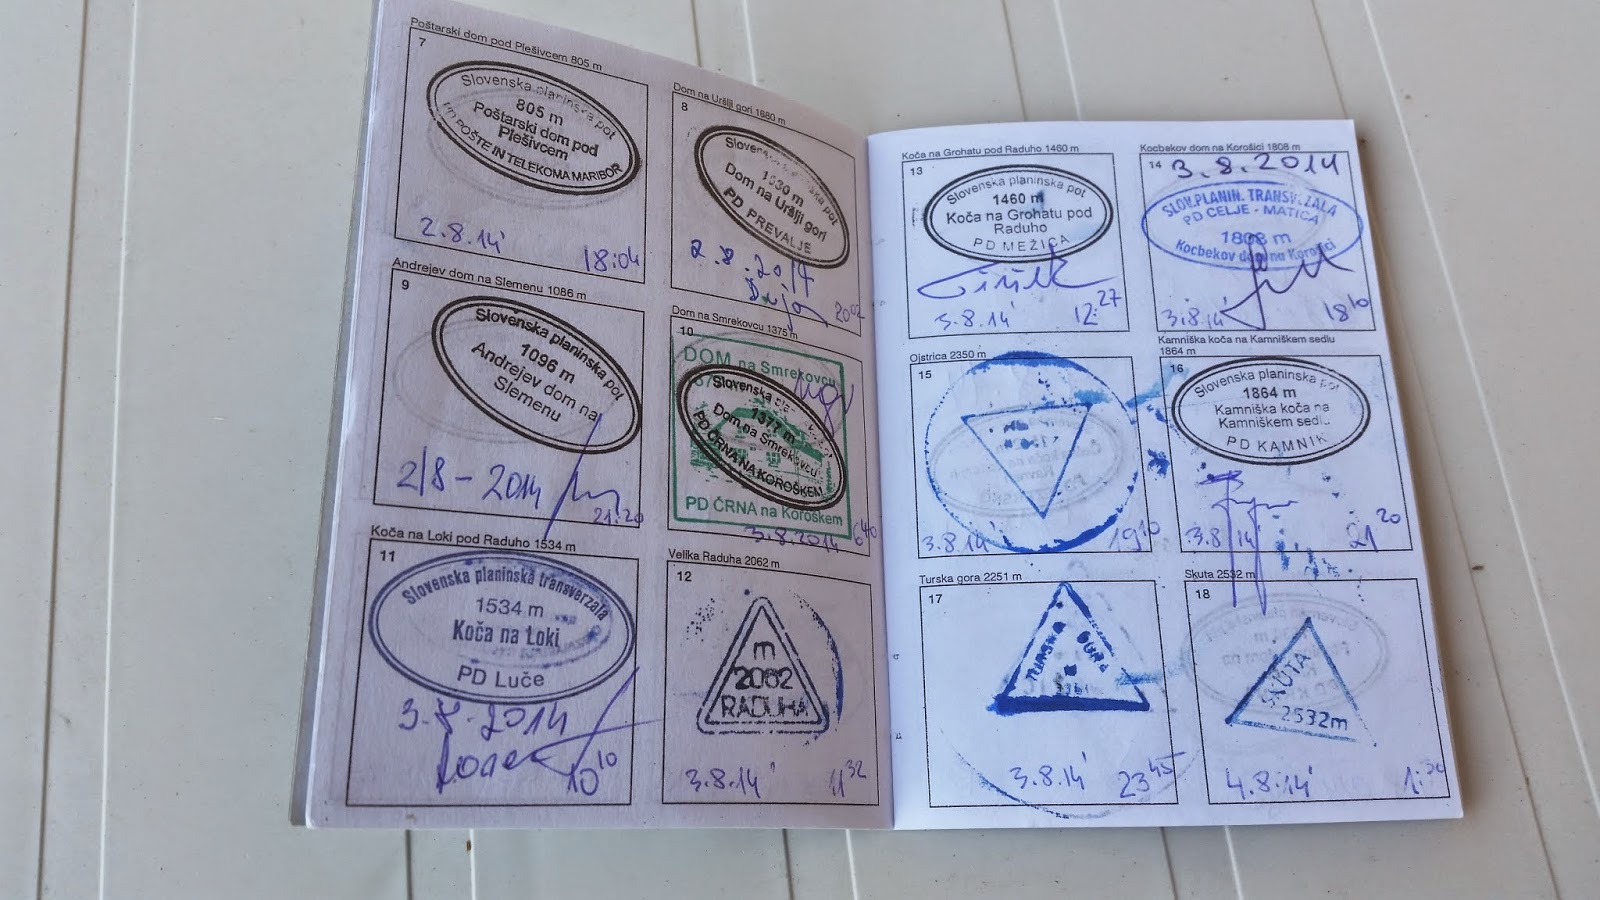 Poštarski dom pod Plešivcem 805 m
7
Slovenska planinska pot
805 m
Poštarski dom pod
Plešivcem
PD POŠTE IN TELEKOMA MARIBOR
2.8.14
18:04
Dom na Uršlji gori 1680 m
8
Slovenska planinska pot
Dom na Uršlji gori
PD PREVALJE
2.8.2014
Andrejev dom na Slemenu 1086 m
9
Slovenska planinska pot
1096 m
Andrejev dom na
Slemenu
2/8-2014
21:20
Dom na Smrekovcu 1375 m
10
DOM na Smrekovcu
Slovenska
1377 m
Dom na Smrekovcu
PD ČRNA NA KOROŠKEM
PD ČRNA na Koroškem
3.8.2014 6 40
Koča na Loki pod Raduho 1534 m
11
Slovenska planinska transverzala
1534 m
Koča na Loki
PD Luče
2014
10 10
Velika Raduha 2062 m
12
m
2062
RADUHA
3.8.14
11 32
Koča na Grohatu pod Raduho 1460 m
13
Slovenska planinska pot
1460 m
Koča na Grohatu pod
Raduho
PD MEŽICA
3.8.14
12:27
Kocbekov dom na Korošici 1808 m
14
3.8.2014
SLOV. PLANIN. TRANSVERZALA
PD CELJE - MATICA
1808 m
Kocbekov dom na Korošici
3.8.14
18 10
Ojstrica 2350 m
15
3.8.14
19 10
Kamniška koča na Kamniškem sedlu
1864 m
16
Slovenska planinska pot
1864 m
Kamniška koča na
Kamniškem sedlu
PD KAMNIK
3.8.14
21 20
Turska gora 2251 m
17
TURSKA GORA
3.8.14
23 45
Skuta 2532 m
18
SKUTA
2532m
4.8.14